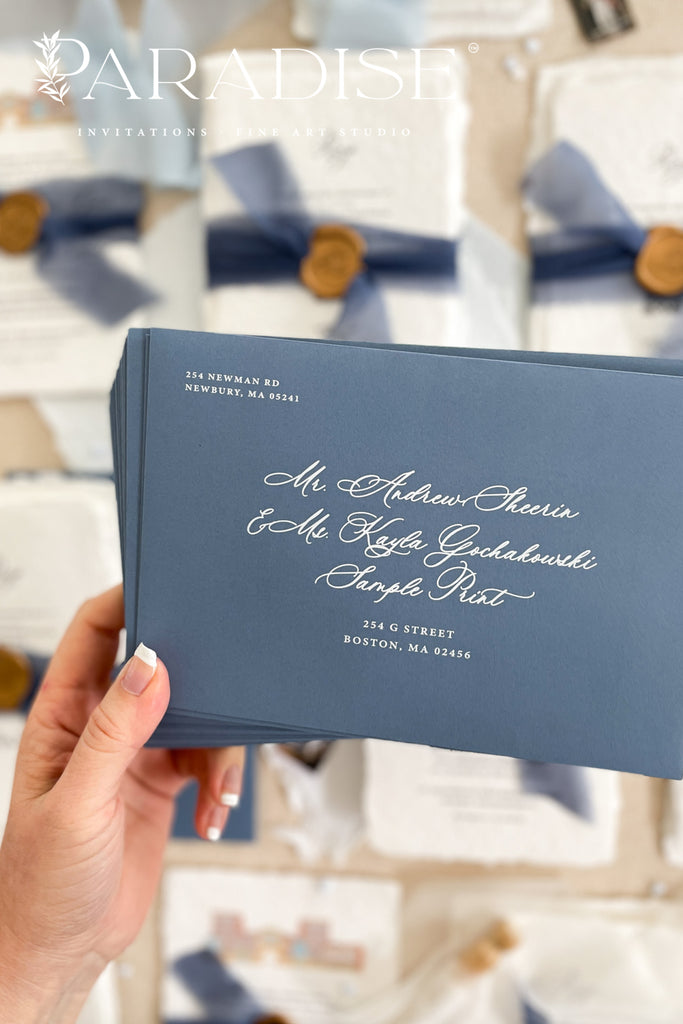 PARADISE
INVITATIONS · FINE ART STUDIO
254 NEWMAN RD
NEWBURY, MA 05241
Mr. Andrew Sheerin
& Ms. Kayla Gochakowski
Sample Print
254 G STREET
BOSTON, MA 02456